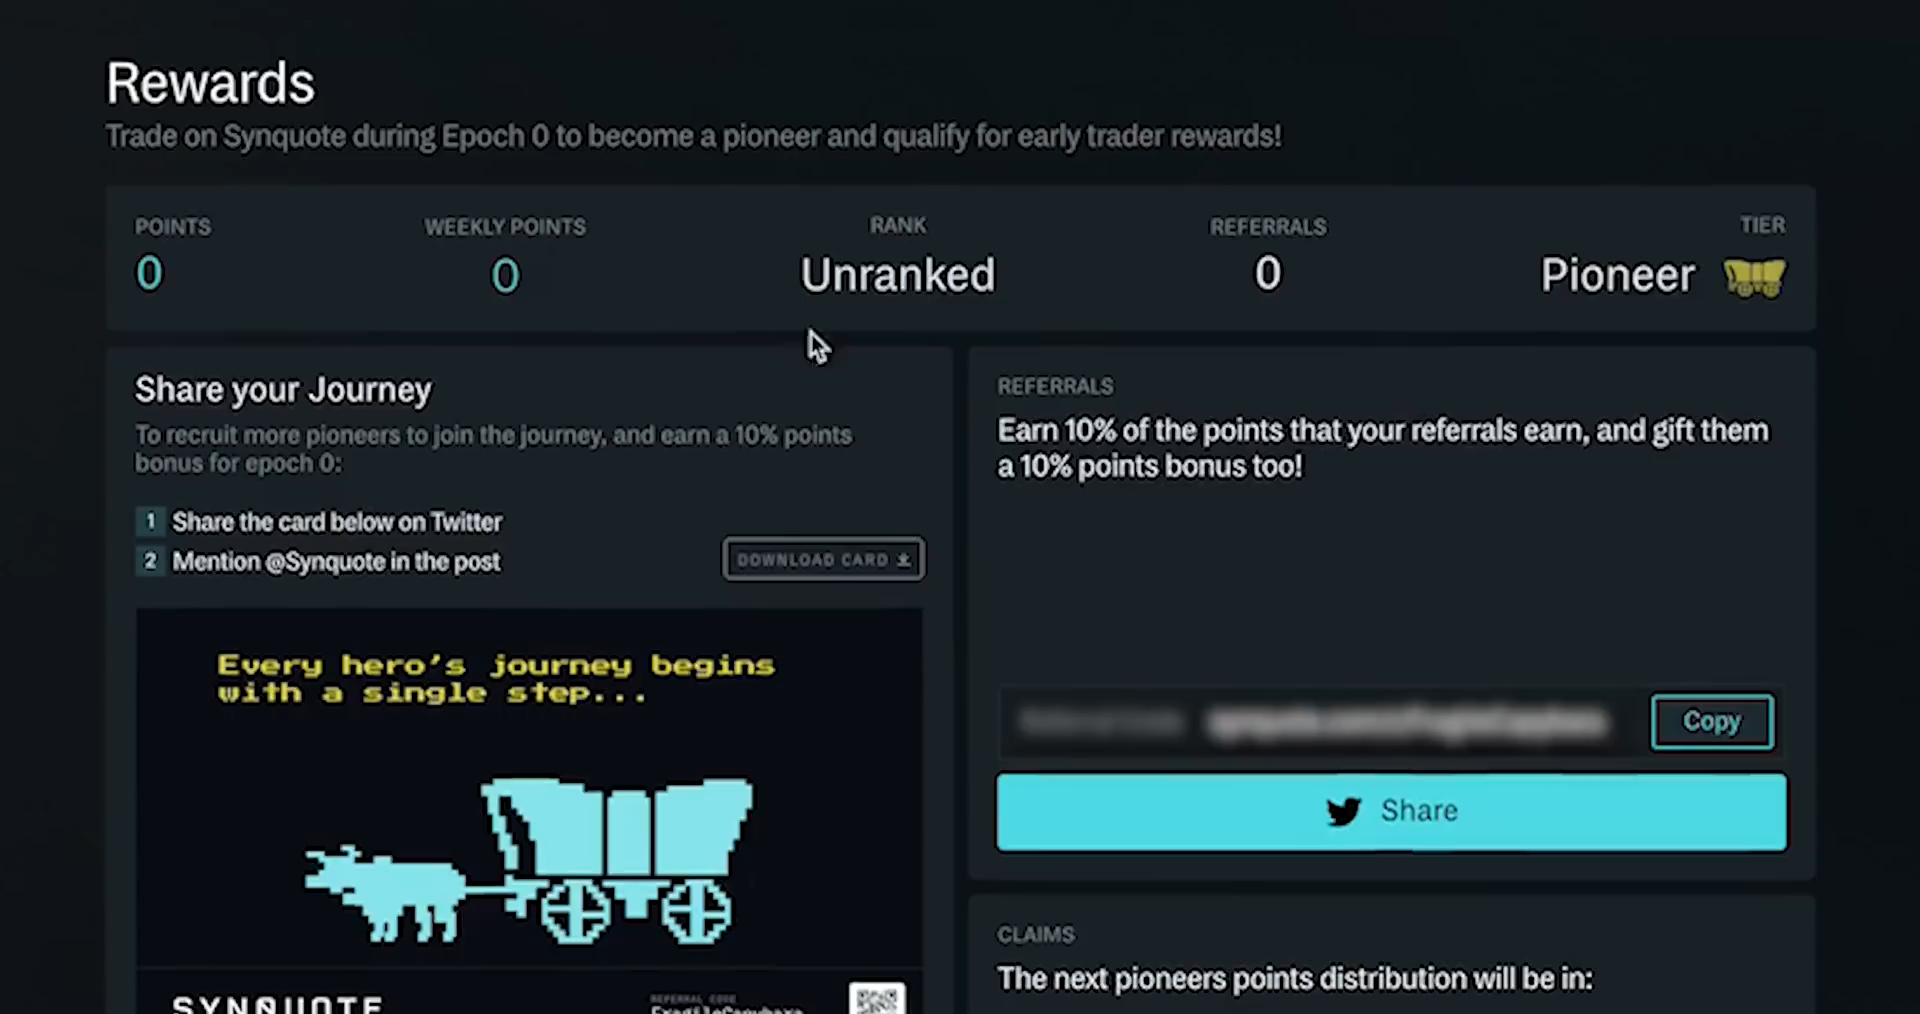 Rewards
Trade on Synquote during Epoch 0 to become a pioneer and qualify for early trader rewards!
POINTS
0
WEEKLY POINTS
0
RANK
Unranked
REFERRALS
0
TIER
Pioneer
Share your Journey
To recruit more pioneers to join the journey, and earn a 10% points
bonus for epoch 0:
1 Share the card below on Twitter
2 Mention @Synquote in the post
DOWNLOAD CARD
Every hero's journey begins
with a single step...
SYNQUOTE
REFERRAL CODE
REFERRALS
Earn 10% of the points that your referrals earn, and gift them
a 10% points bonus too!
Copy
Share
CLAIMS
The next pioneers points distribution will be in: